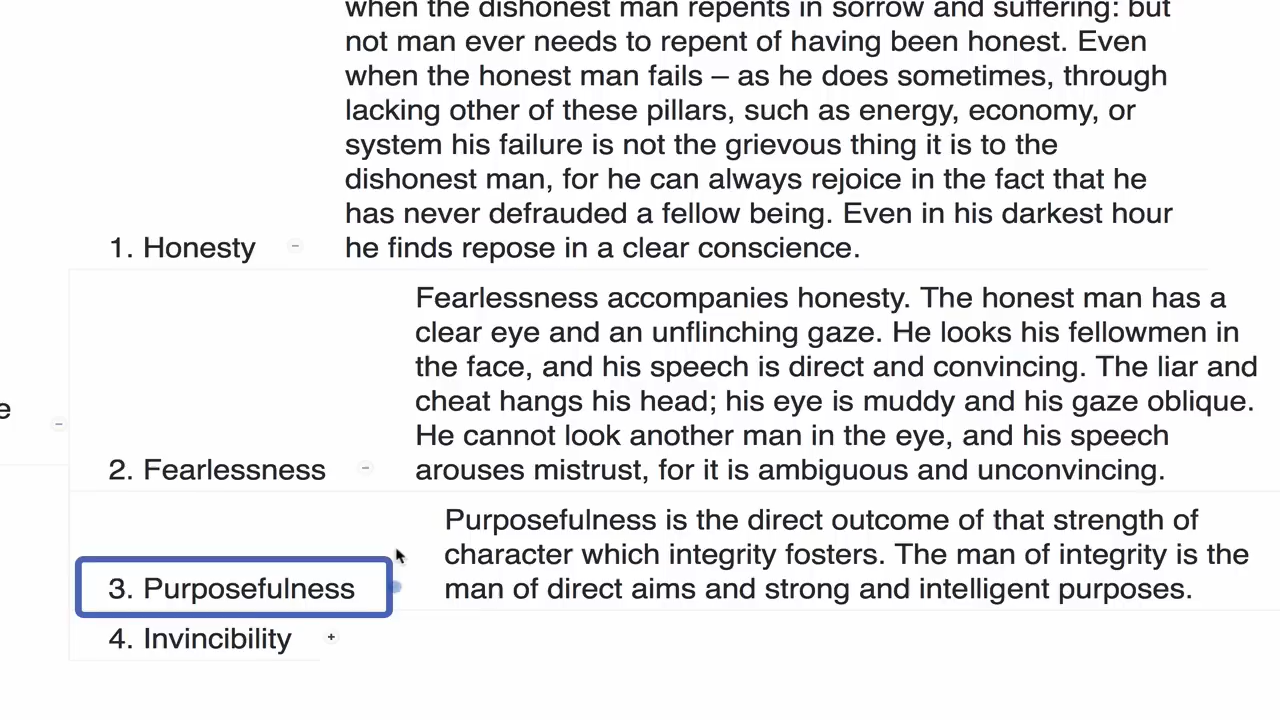 when the dishonest man repents in sorrow and suffering: but
not man ever needs to repent of having been honest. Even
when the honest man fails – as he does sometimes, through
lacking other of these pillars, such as energy, economy, or
system his failure is not the grievous thing it is to the
dishonest man, for he can always rejoice in the fact that he
has never defrauded a fellow being. Even in his darkest hour
1. Honesty he finds repose in a clear conscience.
Fearlessness accompanies honesty. The honest man has a
clear eye and an unflinching gaze. He looks his fellowmen in
the face, and his speech is direct and convincing. The liar and
cheat hangs his head; his eye is muddy and his gaze oblique.
He cannot look another man in the eye, and his speech
2. Fearlessness arouses mistrust, for it is ambiguous and unconvincing.
Purposefulness is the direct outcome of that strength of
character which integrity fosters. The man of integrity is the
3. Purposefulness man of direct aims and strong and intelligent purposes.
4. Invincibility